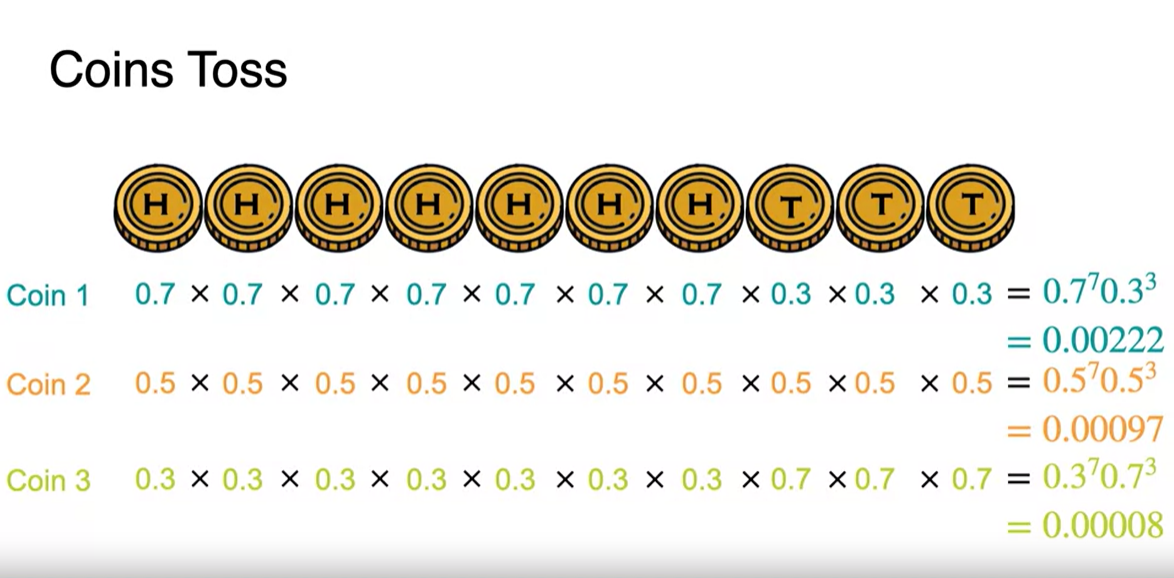 Coins Toss
H H H H H H H T T T
Coin 1 0.7 × 0.7 × 0.7 × 0.7 × 0.7 × 0.7 × 0.7 × 0.3 × 0.3 × 0.3 = 0.7⁷0.3³
= 0.00222
Coin 2 0.5 × 0.5 × 0.5 × 0.5 × 0.5 × 0.5 × 0.5 × 0.5 × 0.5 × 0.5 = 0.5⁷0.5³
= 0.00097
Coin 3 0.3 × 0.3 × 0.3 × 0.3 × 0.3 × 0.3 × 0.3 × 0.7 × 0.7 × 0.7 = 0.3⁷0.7³
= 0.00008